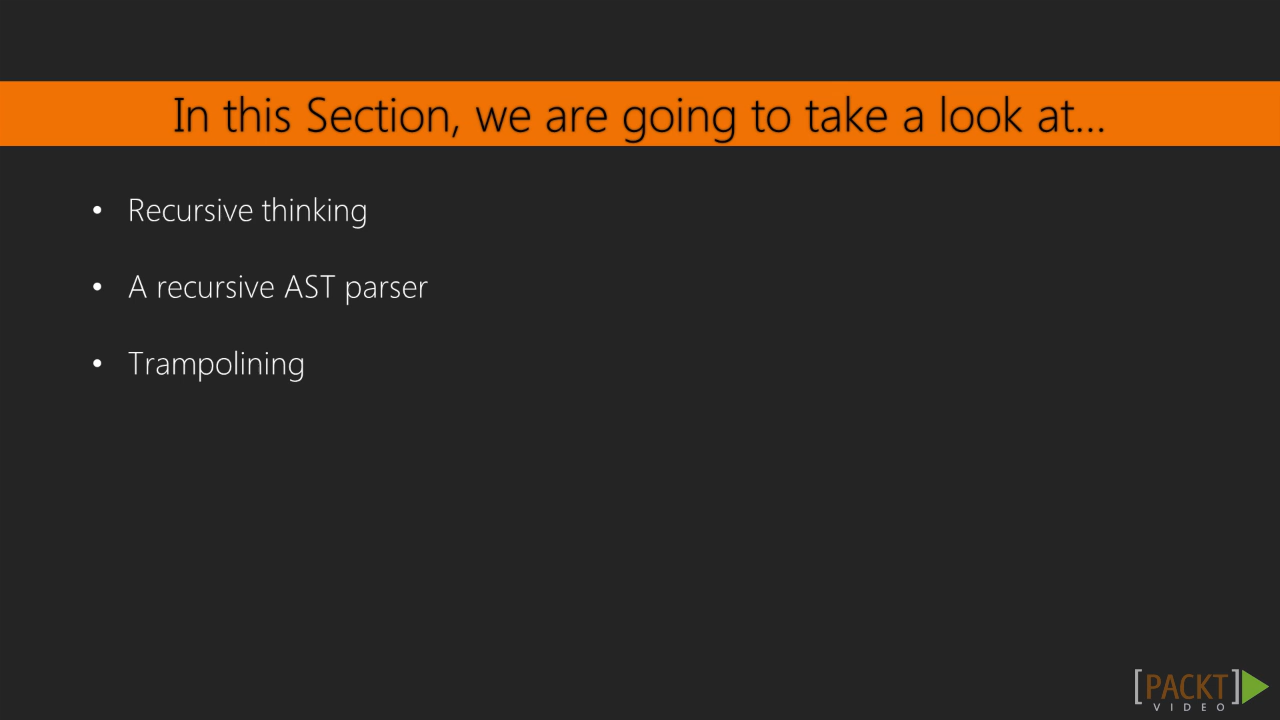 In this Section, we are going to take a look at...
• Recursive thinking
• A recursive AST parser
• Trampolining
[PACKT]
VIDEO